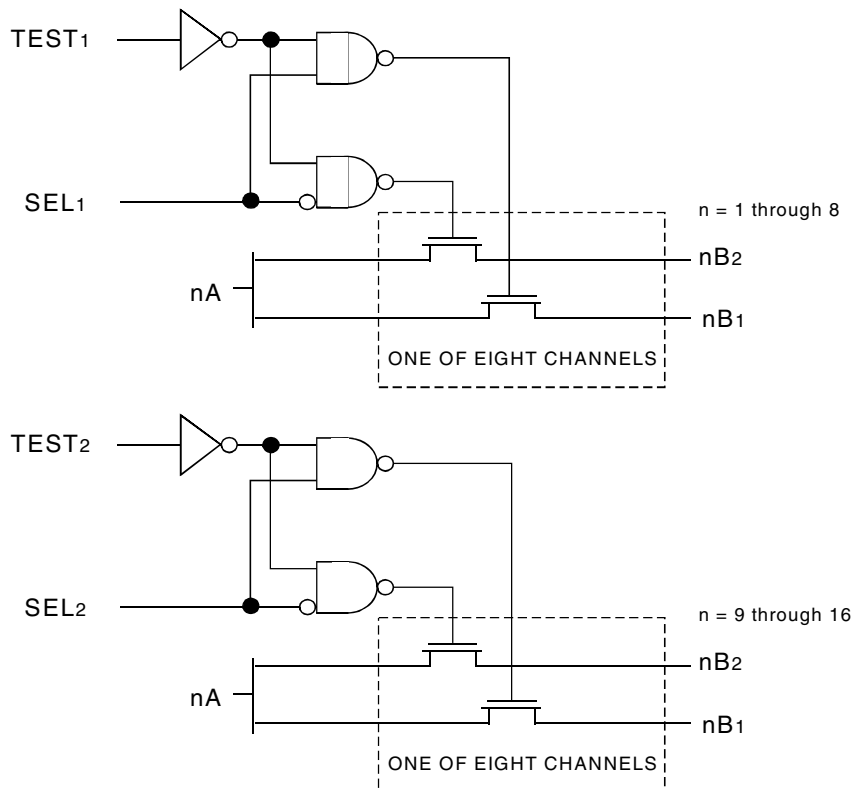 TEST1
SEL1
n = 1 through 8
nB2
nA
nB1
ONE OF EIGHT CHANNELS
TEST2
SEL2
n = 9 through 16
nB2
nA
nB1
ONE OF EIGHT CHANNELS